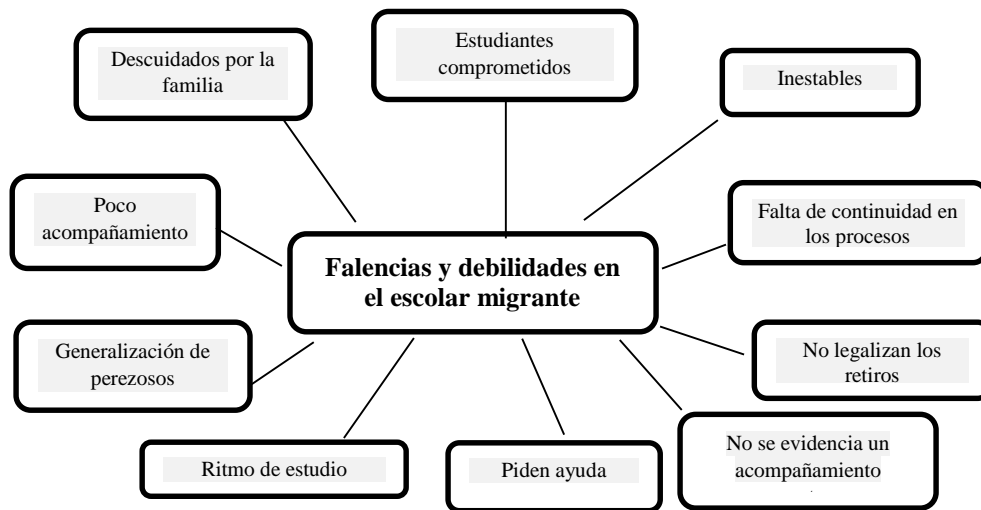 Descuidados por la
familia
Estudiantes
comprometidos
Inestables
Poco
acompañamiento
Falta de continuidad en
los procesos
Falencias y debilidades en
el escolar migrante
Generalización de
perezosos
No legalizan los
retiros
Ritmo de estudio
Piden ayuda
No se evidencia un
acompañamiento